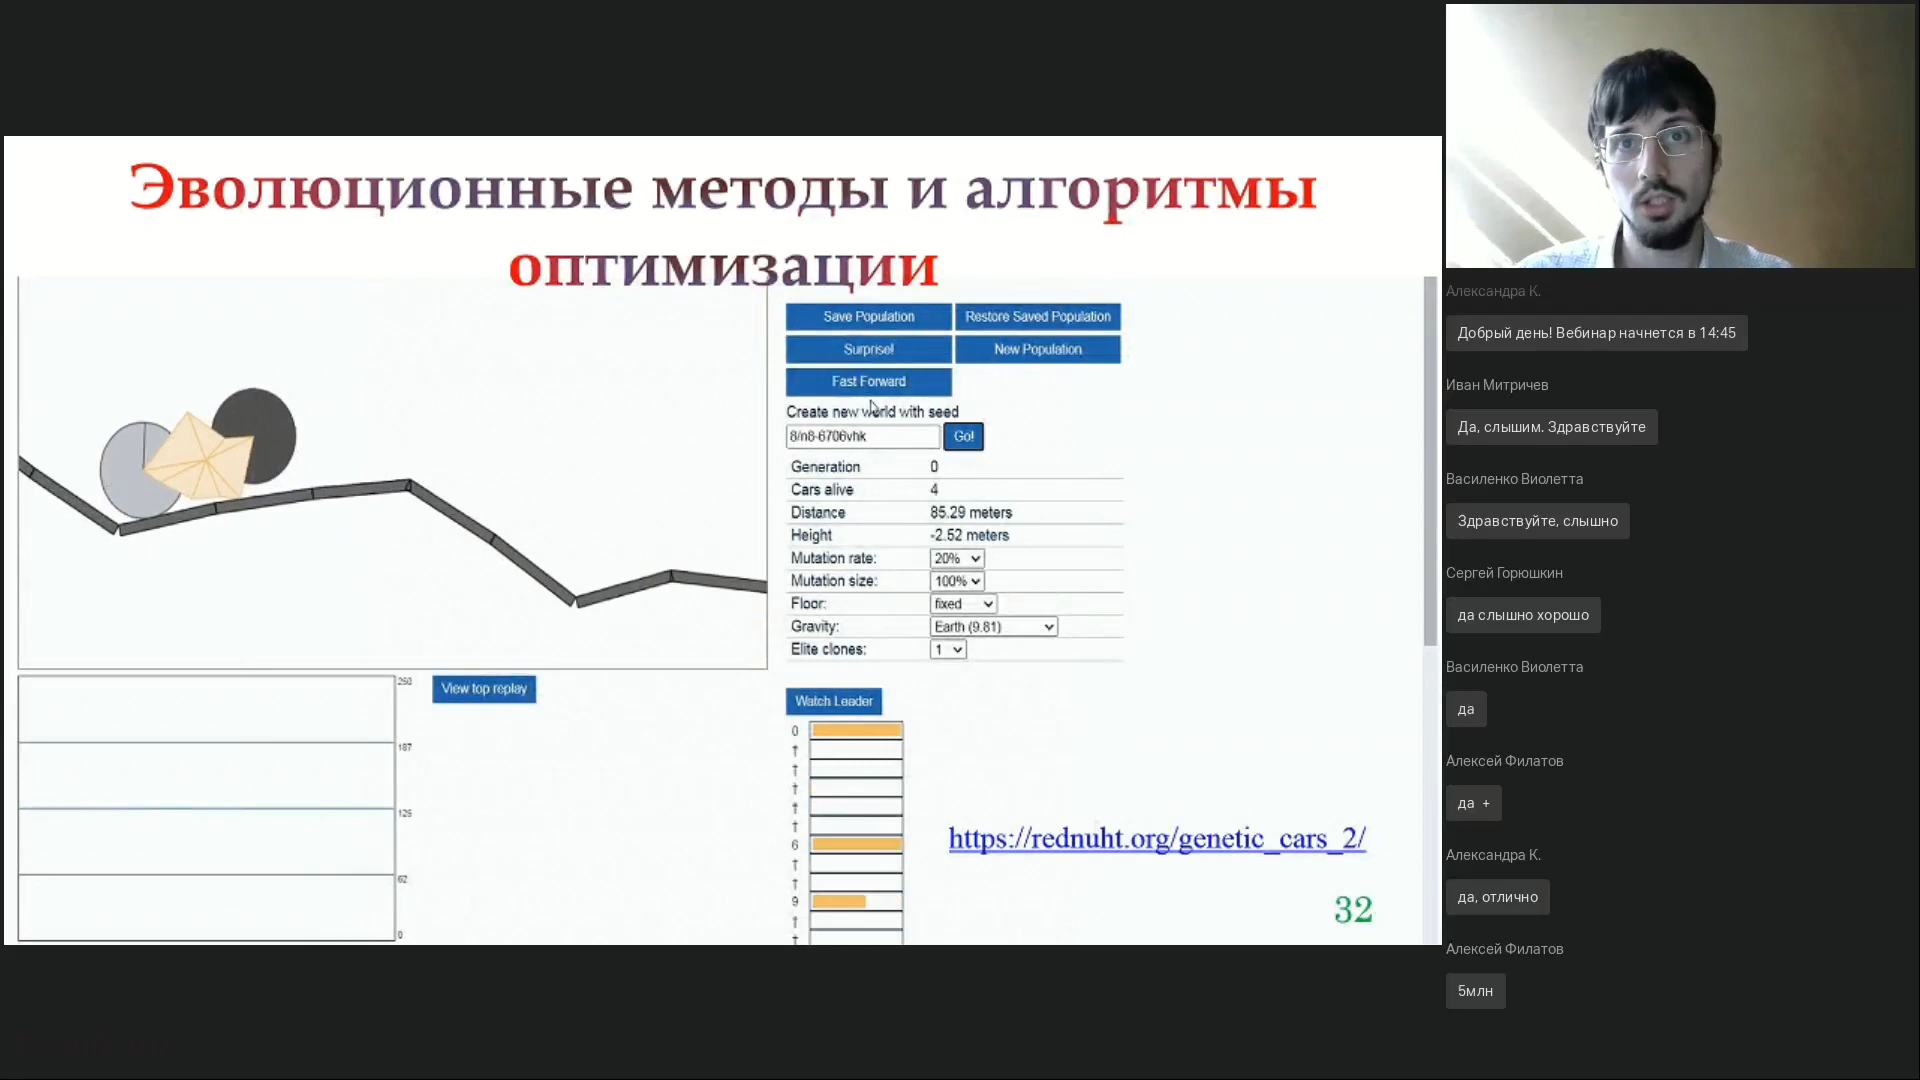 Эволюционные методы и алгоритмы
оптимизации
Save Population
Restore Saved Population
Surprise!
New Population
Fast Forward
Create new world with seed
Go!
Generation 0
Cars alive 4
Distance 85.29 meters
Height -2.52 meters
Mutation rate: 20%
Mutation size: 100%
Floor: fixed
Gravity: Earth (9.81)
Elite clones: 1
250
187
125
62
0
View top replay
Watch Leader
0
†
†
†
†
†
6
†
†
9
†
†
https://rednuht.org/genetic_cars_2/
32
Александра К.
Добрый день! Вебинар начнется в 14:45
Иван Митричев
Да, слышим. Здравствуйте
Василенко Виолетта
Здравствуйте, слышно
Сергей Горюшкин
да слышно хорошо
Василенко Виолетта
да
Алексей Филатов
да +
Александра К.
да, отлично
Алексей Филатов
5млн